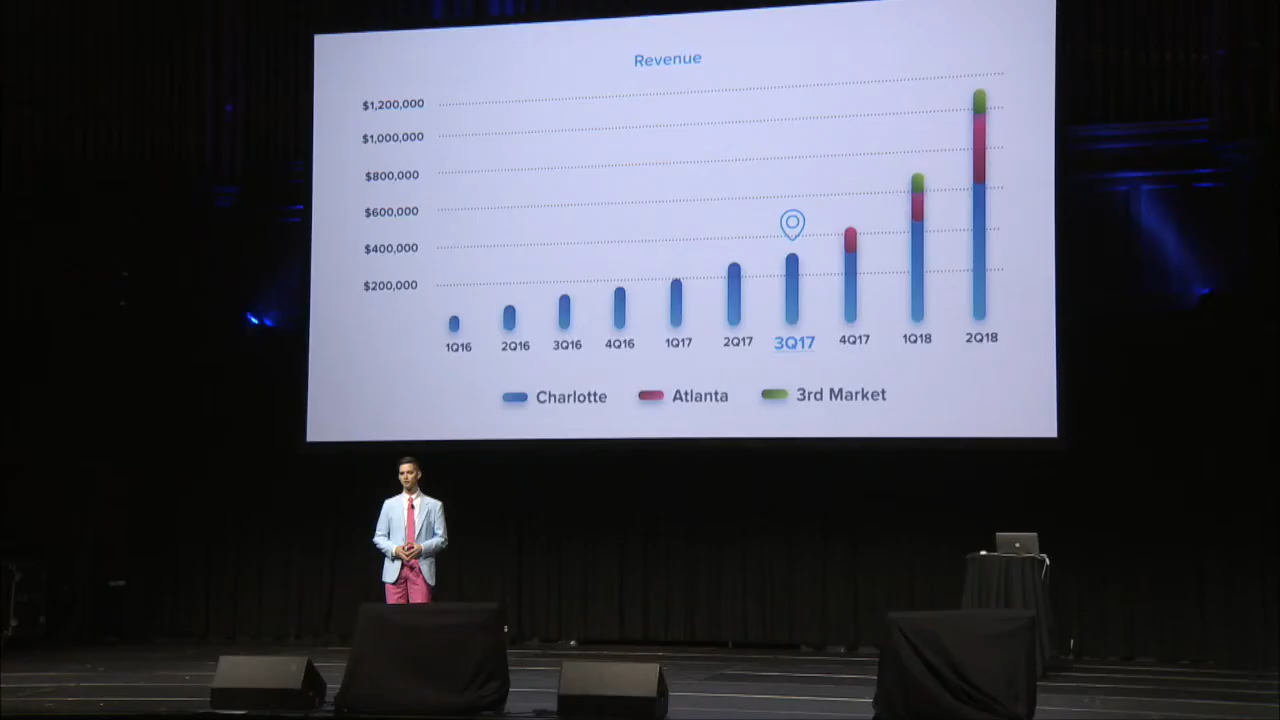 Revenue
$1,200,000
$1,000,000
$800,000
$600,000
$400,000
$200,000
1Q16 2Q16 3Q16 4Q16 1Q17 2Q17 3Q17 4Q17 1Q18 2Q18
Charlotte Atlanta 3rd Market